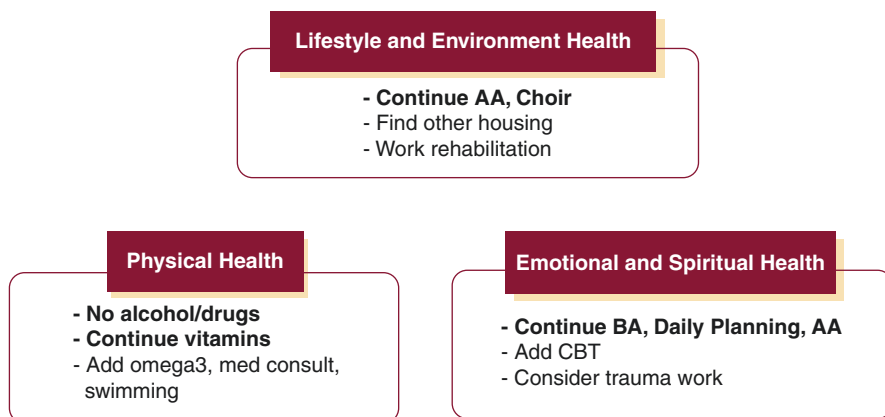 Lifestyle and Environment Health
- Continue AA, Choir
- Find other housing
- Work rehabilitation
Physical Health
- No alcohol/drugs
- Continue vitamins
- Add omega3, med consult,
swimming
Emotional and Spiritual Health
- Continue BA, Daily Planning, AA
- Add CBT
- Consider trauma work